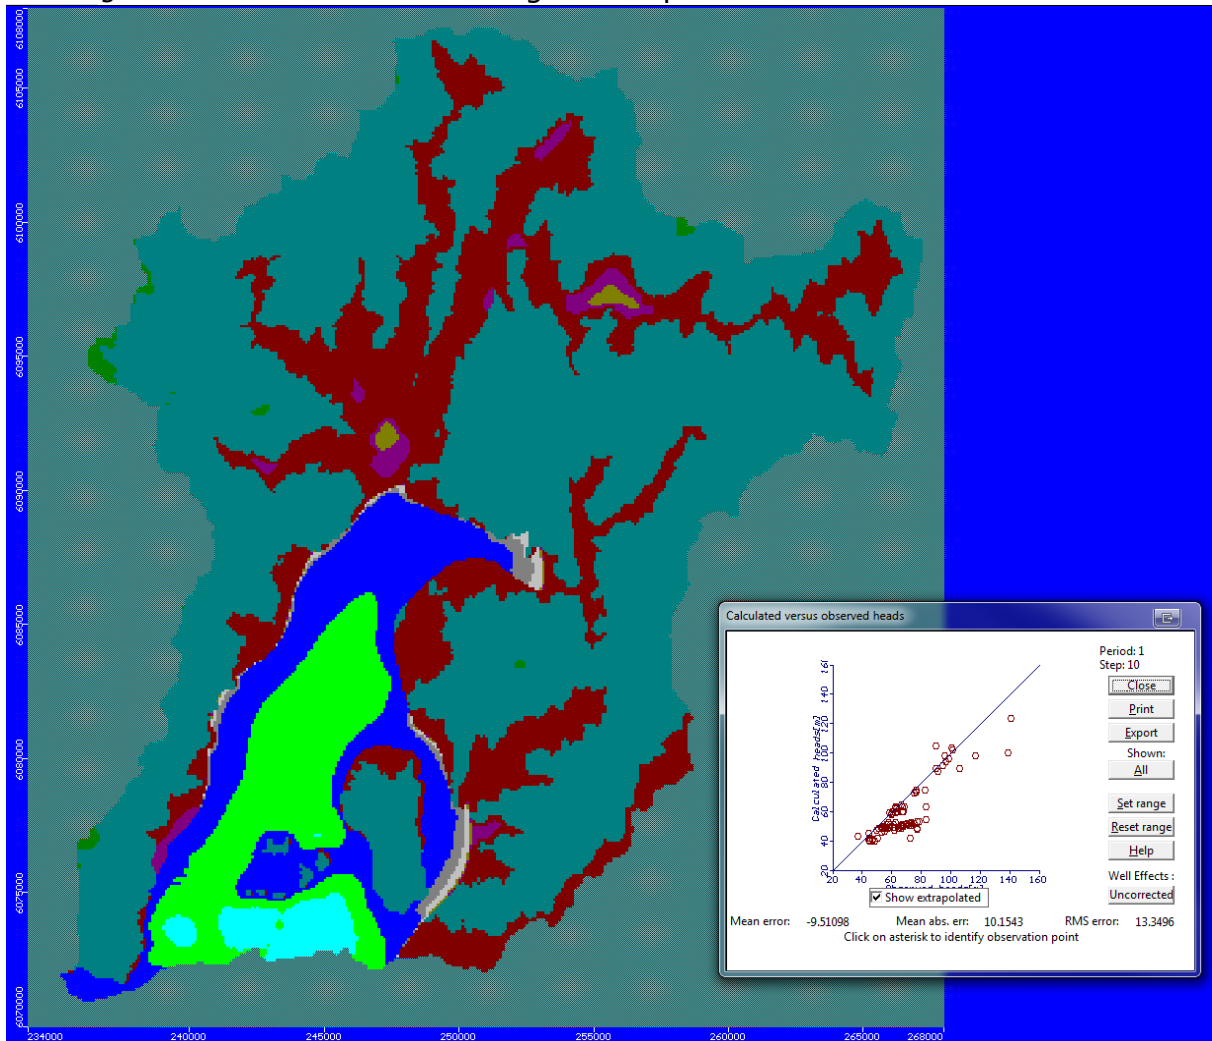 6108000
6105000
6100000
6095000
6090000
6085000
6080000
6075000
6070000
234000 240000 245000 250000 255000 260000 265000 268000
Calculated versus observed heads
Period: 1
Step: 10
Close
Print
Export
Shown:
All
Set range
Reset range
Help
Well Effects :
Uncorrected
Calculated heads[m]
20 40 60 80 100 120 140 160
20 40 60 80 100 120 140 160
Show extrapolated
Mean error: -9.51098 Mean abs. err: 10.1543 RMS error: 13.3496
Click on asterisk to identify observation point